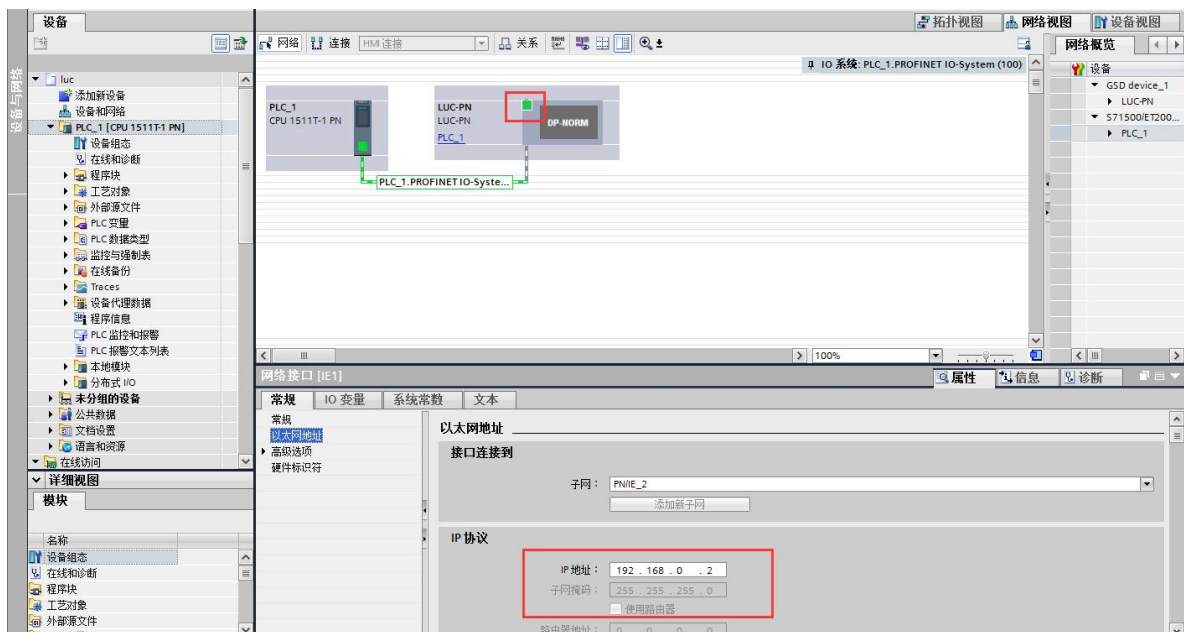 设备
拓扑视图
网络视图
设备视图
网络
连接
HMI连接
关系
网络概览
设备与网络
IO 系统: PLC_1.PROFINET IO-System (100)
设备
GSD device_1
LUC-PN
S71500/ET200...
PLC_1
luc
添加新设备
设备和网络
PLC_1 [CPU 1511T-1 PN]
设备组态
在线和诊断
程序块
工艺对象
外部源文件
PLC 变量
PLC 数据类型
监控与强制表
在线备份
Traces
设备代理数据
程序信息
PLC 监控和报警
PLC 报警文本列表
本地模块
分布式 I/O
未分组的设备
公共数据
文档设置
语言和资源
在线访问
PLC_1
CPU 1511T-1 PN
LUC-PN
LUC-PN
PLC_1
DP-NORM
PLC_1.PROFINET IO-Syste...
100%
详细视图
模块
名称
设备组态
在线和诊断
程序块
工艺对象
外部源文件
网络接口 [IE1]
属性
信息
诊断
常规
IO 变量
系统常数
文本
常规
以太网地址
高级选项
硬件标识符
以太网地址
接口连接到
子网：
PN/IE_2
添加新子网
IP 协议
IP 地址： 192 . 168 . 0 . 2
子网掩码： 255 . 255 . 255 . 0
使用路由器
路由器地址： 0 . 0 . 0 . 0